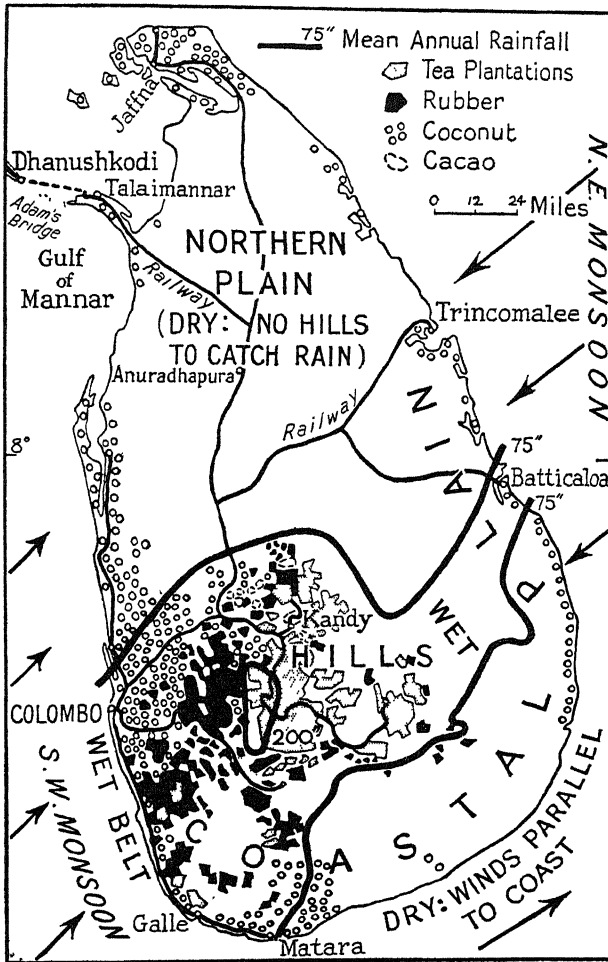 75" Mean Annual Rainfall
Tea Plantations
Rubber
Coconut
Cacao
0 12 24 Miles
Jaffna
Dhanushkodi
Talaimannar
Adam's
Bridge
Gulf
of
Mannar
Railway
NORTHERN
PLAIN
(DRY: NO HILLS
TO CATCH RAIN)
N.E. MONSOON
Trincomalee
Anuradhapura
Railway
8°
75"
Batticaloa
75"
Kandy
HILLS
WET
200"
COLOMBO
WET BELT
S.W. MONSOON
COASTAL PLAIN
DRY: WINDS PARALLEL
TO COAST
Galle
Matara